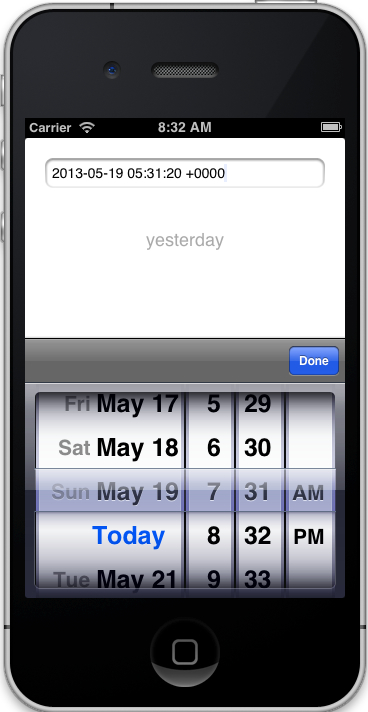 Carrier 8:32 AM
2013-05-19 05:31:20 +0000
yesterday
Done
Fri May 17 5 29
Sat May 18 6 30
Sun May 19 7 31 AM
Today 8 32 PM
Tue May 21 9 33